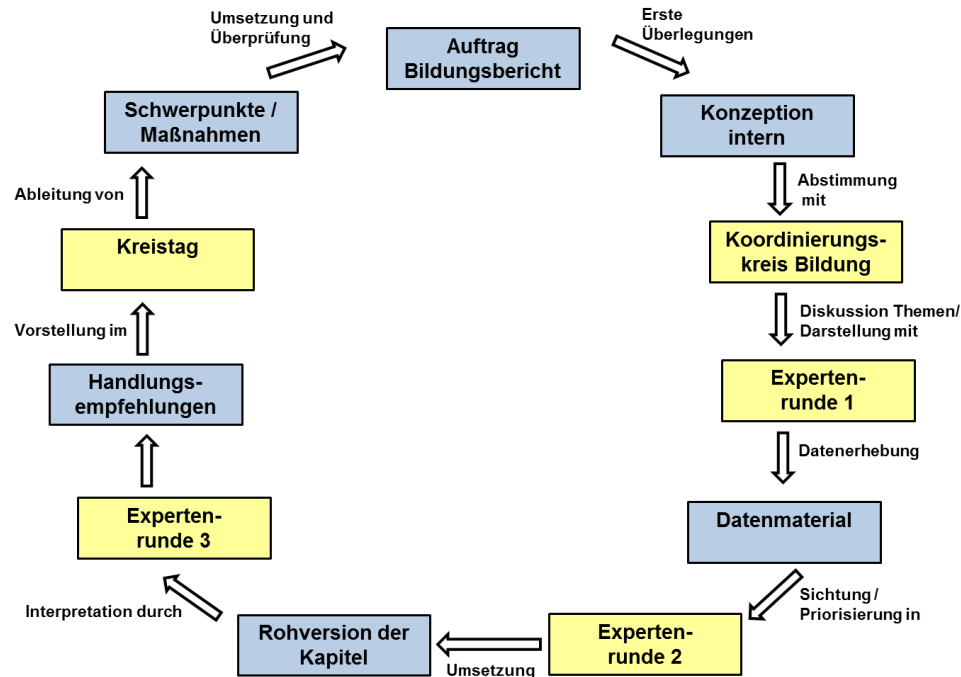 Auftrag
Bildungsbericht
Erste
Überlegungen
Konzeption
intern
Abstimmung
mit
Koordinierungs-
kreis Bildung
Diskussion Themen/
Darstellung mit
Experten-
runde 1
Datenerhebung
Datenmaterial
Sichtung /
Priorisierung in
Experten-
runde 2
Umsetzung
Rohversion der
Kapitel
Interpretation durch
Experten-
runde 3
Handlungs-
empfehlungen
Vorstellung im
Kreistag
Ableitung von
Schwerpunkte /
Maßnahmen
Umsetzung und
Überprüfung